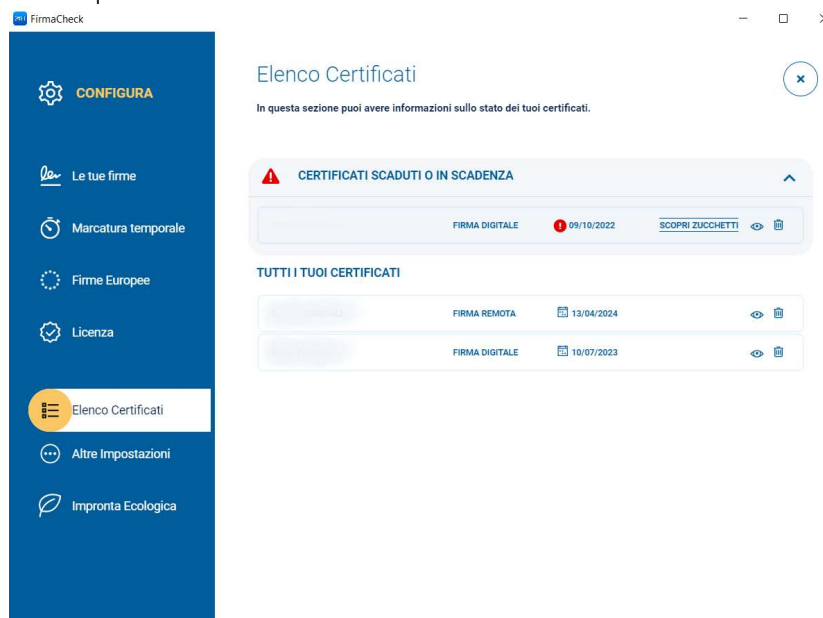 FirmaCheck
CONFIGURA
Le tue firme
Marcatura temporale
Firme Europee
Licenza
Elenco Certificati
Altre Impostazioni
Impronta Ecologica
Elenco Certificati
In questa sezione puoi avere informazioni sullo stato dei tuoi certificati.
CERTIFICATI SCADUTI O IN SCADENZA
FIRMA DIGITALE 09/10/2022 SCOPRI ZUCCHETTI
TUTTI I TUOI CERTIFICATI
FIRMA REMOTA 13/04/2024
FIRMA DIGITALE 10/07/2023